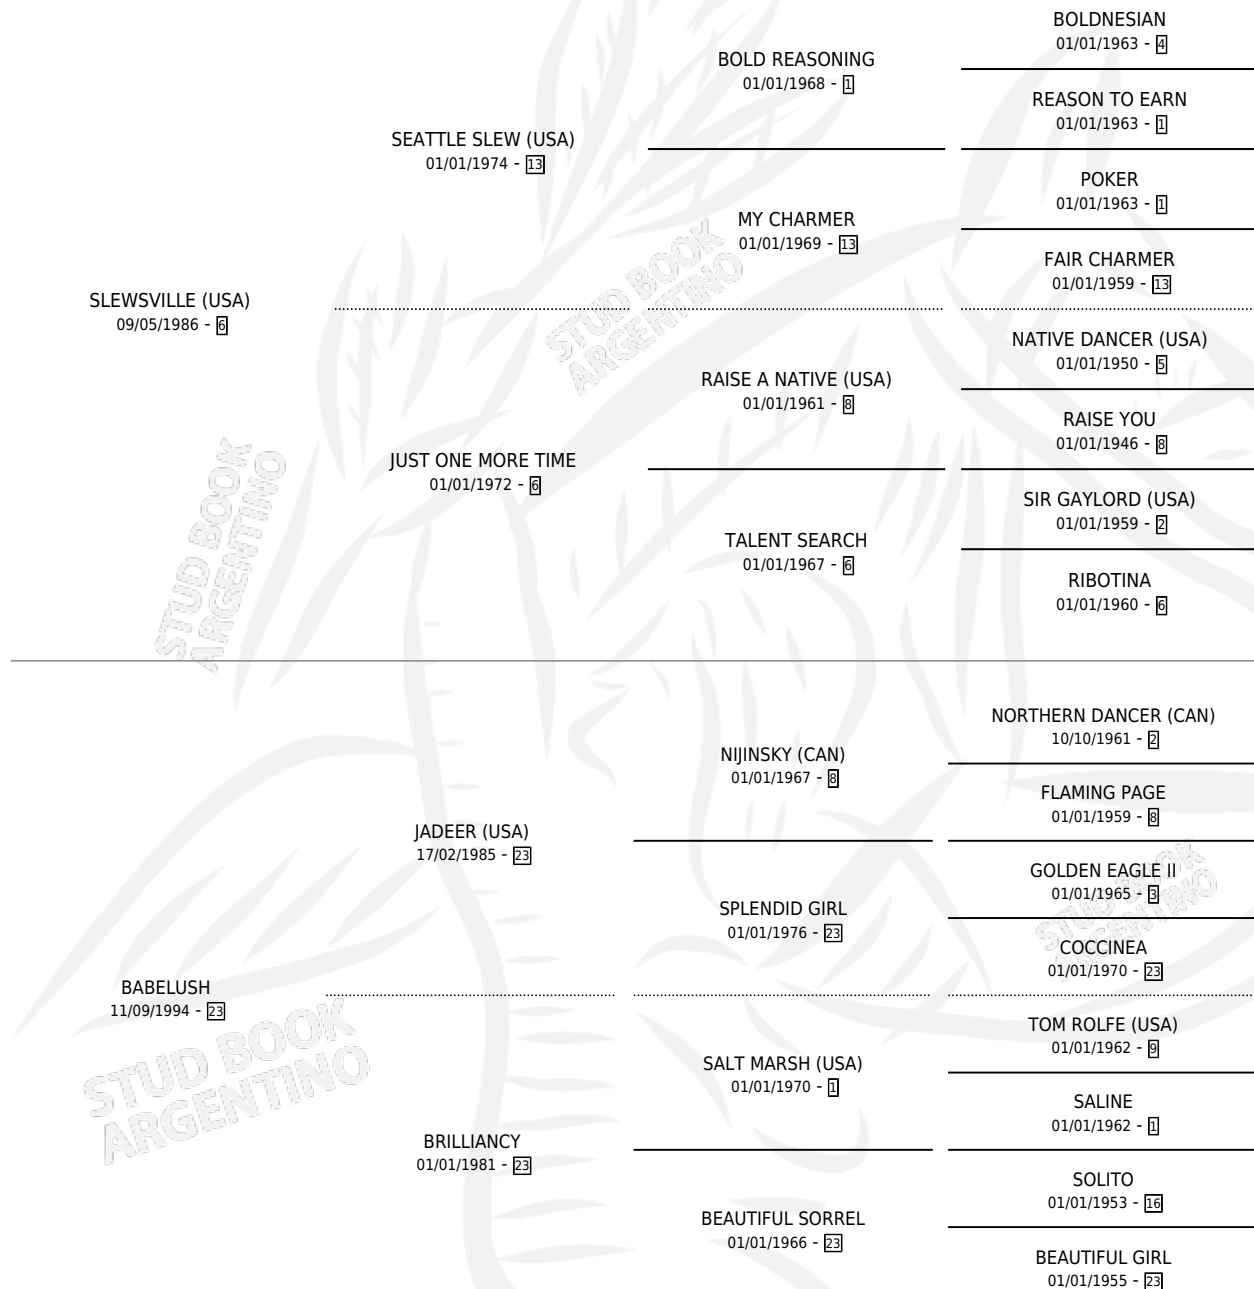 BOLDNESIAN
01/01/1963 - 4
BOLD REASONING
01/01/1968 - 1
REASON TO EARN
01/01/1963 - 1
SEATTLE SLEW (USA)
01/01/1974 - 13
POKER
01/01/1963 - 1
MY CHARMER
01/01/1969 - 13
FAIR CHARMER
01/01/1959 - 13
SLEWSVILLE (USA)
09/05/1986 - 6
NATIVE DANCER (USA)
01/01/1950 - 5
RAISE A NATIVE (USA)
01/01/1961 - 8
RAISE YOU
01/01/1946 - 8
JUST ONE MORE TIME
01/01/1972 - 6
SIR GAYLORD (USA)
01/01/1959 - 2
TALENT SEARCH
01/01/1967 - 6
RIBOTINA
01/01/1960 - 6
NORTHERN DANCER (CAN)
10/10/1961 - 2
NIJINSKY (CAN)
01/01/1967 - 8
FLAMING PAGE
01/01/1959 - 8
JADEER (USA)
17/02/1985 - 23
GOLDEN EAGLE II
01/01/1965 - 3
SPLENDID GIRL
01/01/1976 - 23
COCCINEA
01/01/1970 - 23
BABELUSH
11/09/1994 - 23
TOM ROLFE (USA)
01/01/1962 - 9
SALT MARSH (USA)
01/01/1970 - 1
SALINE
01/01/1962 - 1
BRILLIANCY
01/01/1981 - 23
SOLITO
01/01/1953 - 16
BEAUTIFUL SORREL
01/01/1966 - 23
BEAUTIFUL GIRL
01/01/1955 - 23
STUD BOOK
ARGENTINO
STUD BOOK
ARGENTINO
STUD BOOK
ARGENTINO
STUD BOOK
ARGENTINO